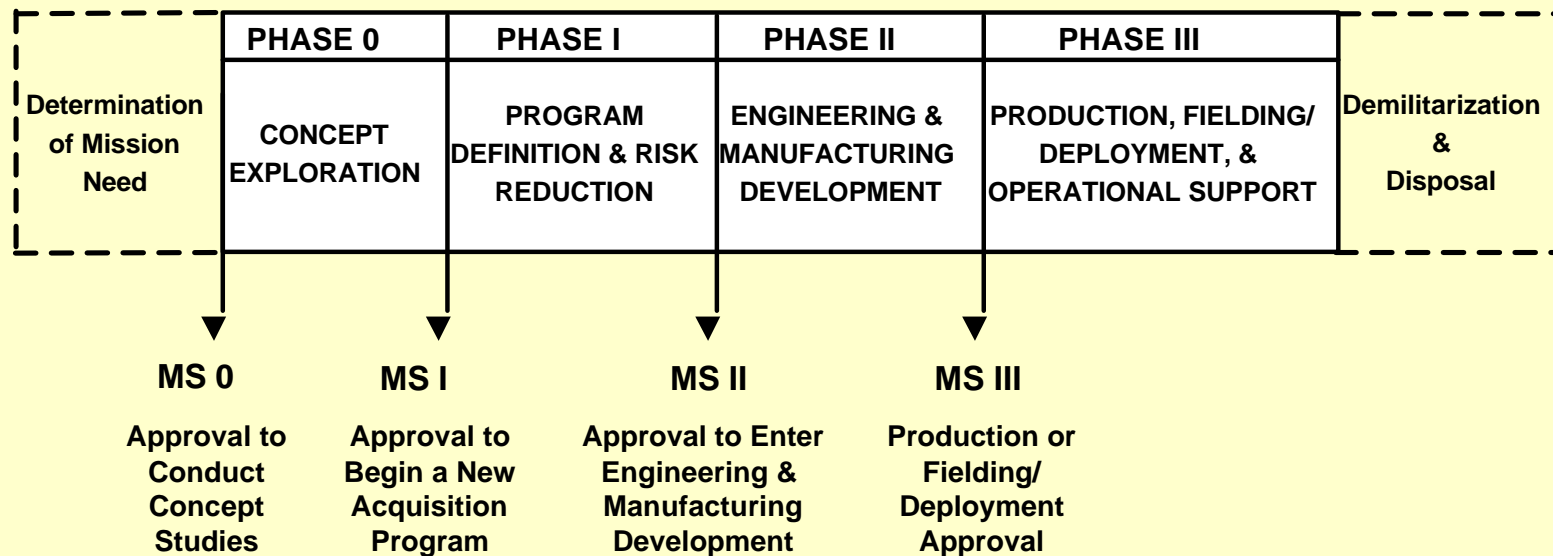 PHASE 0
PHASE I
PHASE II
PHASE III
Determination
of Mission
Need
CONCEPT
EXPLORATION
PROGRAM
DEFINITION & RISK
REDUCTION
ENGINEERING &
MANUFACTURING
DEVELOPMENT
PRODUCTION, FIELDING/
DEPLOYMENT, &
OPERATIONAL SUPPORT
Demilitarization
&
Disposal
MS 0
Approval to
Conduct
Concept
Studies
MS I
Approval to
Begin a New
Acquisition
Program
MS II
Approval to Enter
Engineering &
Manufacturing
Development
MS III
Production or
Fielding/
Deployment
Approval